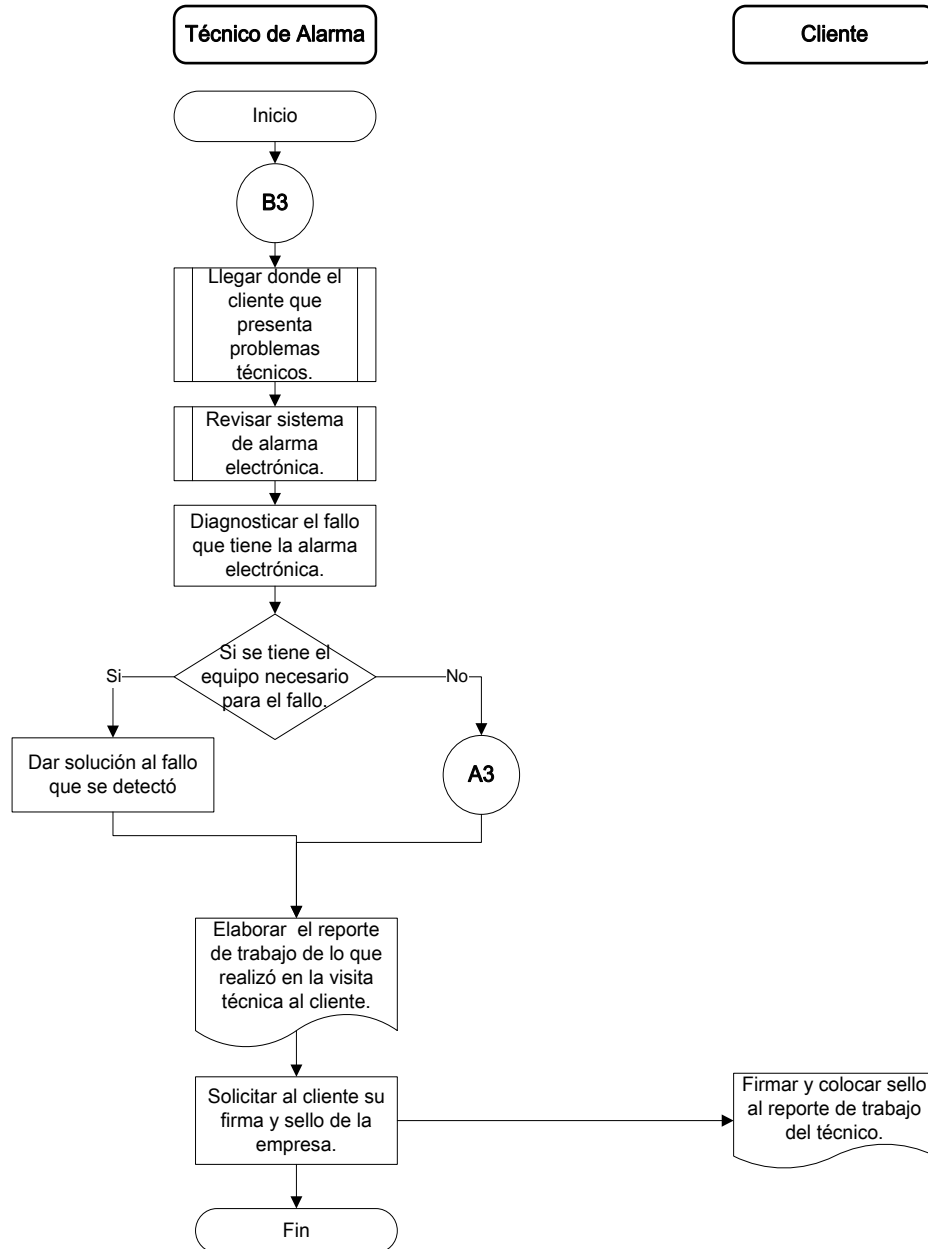 Técnico de Alarma
Cliente
Inicio
B3
Llegar donde el
cliente que
presenta
problemas
técnicos.
Revisar sistema
de alarma
electrónica.
Diagnosticar el fallo
que tiene la alarma
electrónica.
Si se tiene el
equipo necesario
para el fallo.
Si
No
Dar solución al fallo
que se detectó
A3
Elaborar  el reporte
de trabajo de lo que
realizó en la visita
técnica al cliente.
Solicitar al cliente su
firma y sello de la
empresa.
Firmar y colocar sello
al reporte de trabajo
del técnico.
Fin